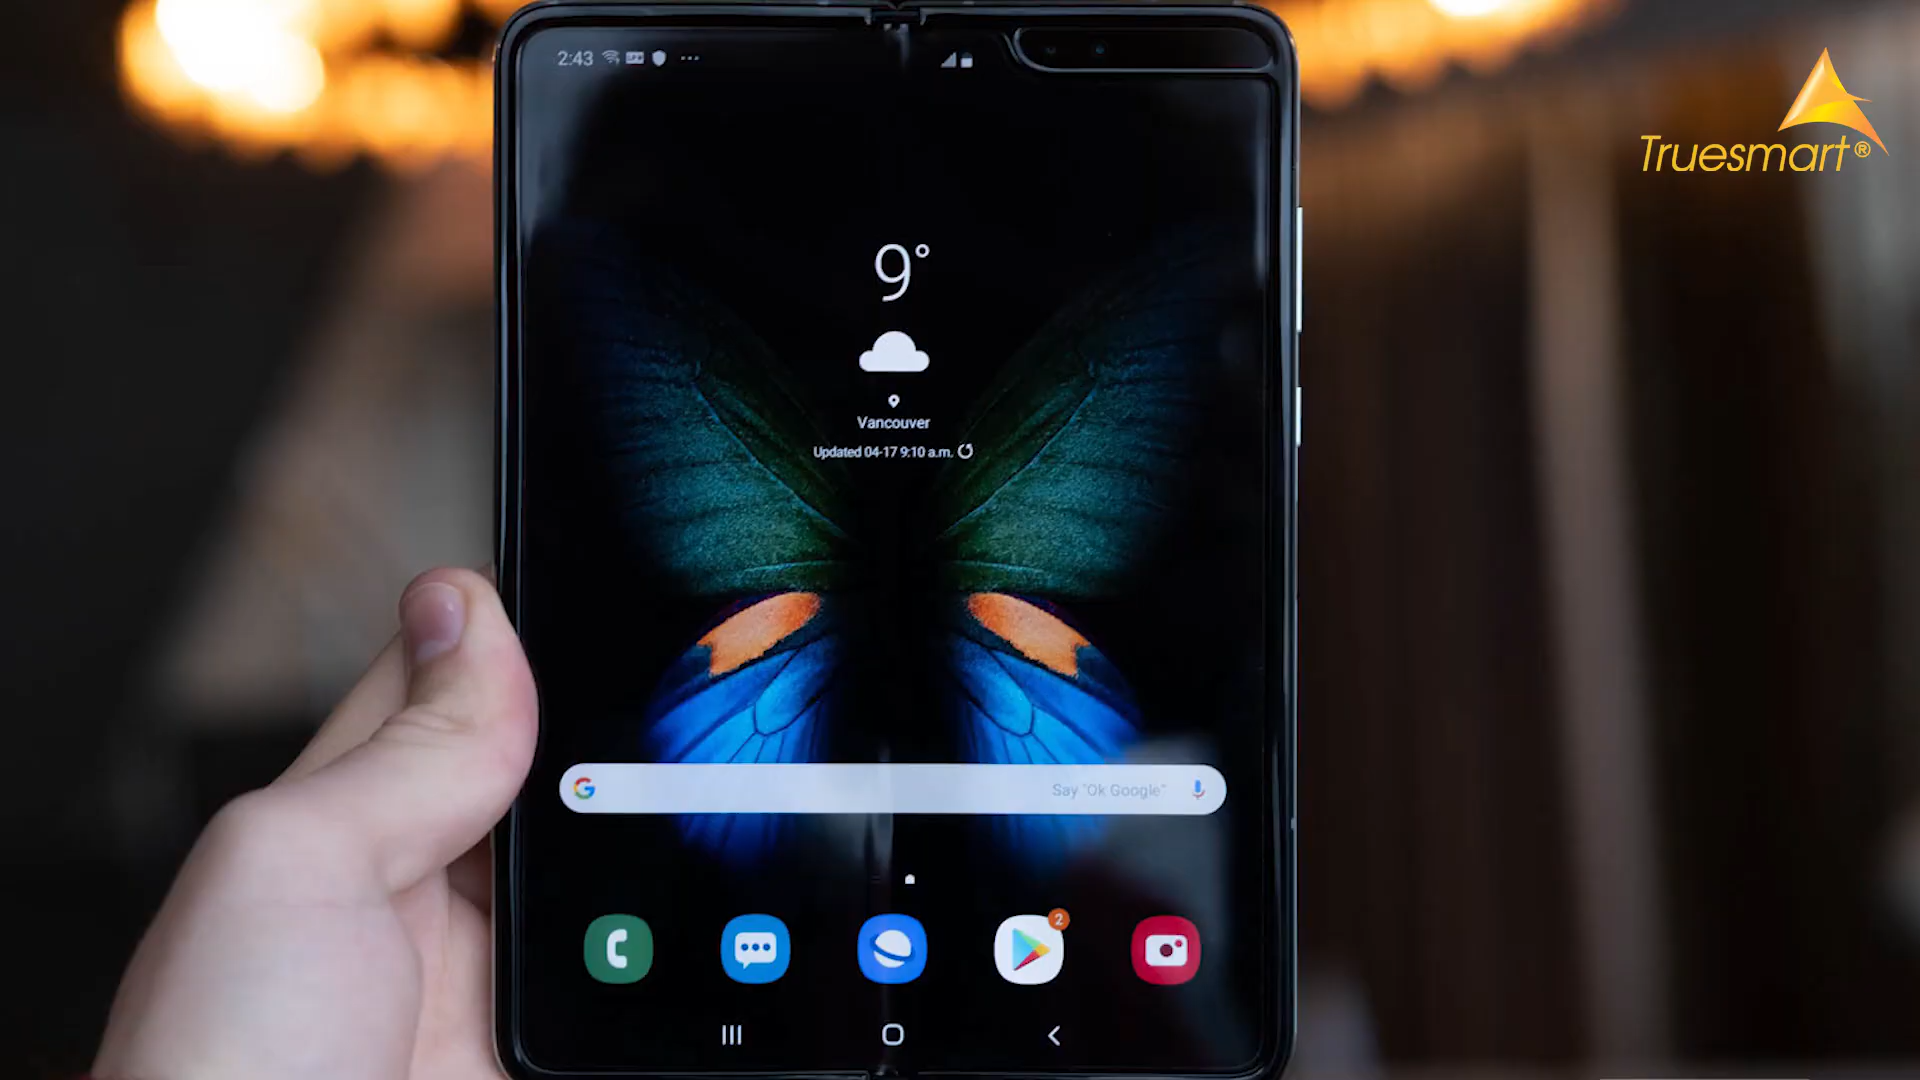 2:43
Truesmart®
9°
Vancouver
Updated 04-17 9:10 a.m.
Say "Ok Google"
2